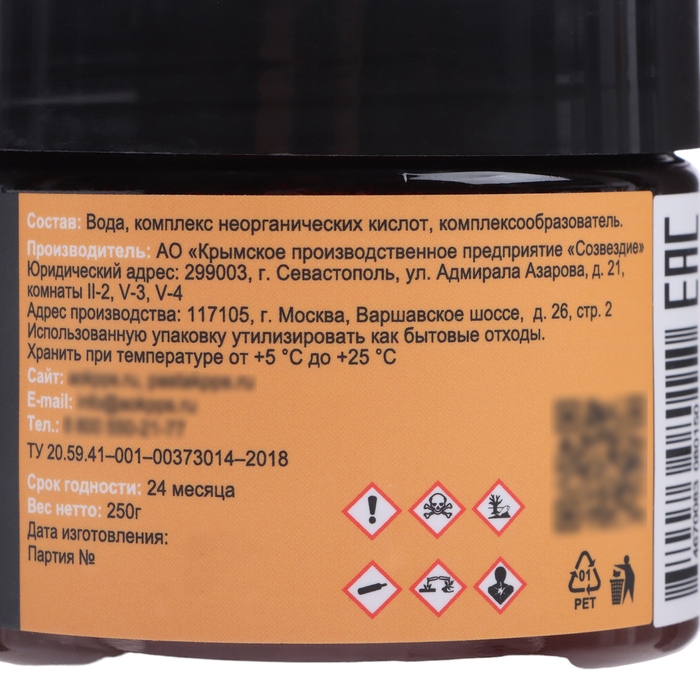 Состав: Вода, комплекс неорганических кислот, комплексообразователь.
Производитель: АО «Крымское производственное предприятие «Созвездие»
Юридический адрес: 299003, г. Севастополь, ул. Адмирала Азарова, д. 21,
комнаты II-2, V-3, V-4
Адрес производства: 117105, г. Москва, Варшавское шоссе, д. 26, стр. 2
Использованную упаковку утилизировать как бытовые отходы.
Хранить при температуре от +5 °С до +25 °С
Сайт:
E-mail:
Тел.:
ТУ 20.59.41–001–00373014–2018
Срок годности: 24 месяца
Вес нетто: 250г
Дата изготовления:
Партия №
01
PET
EAC